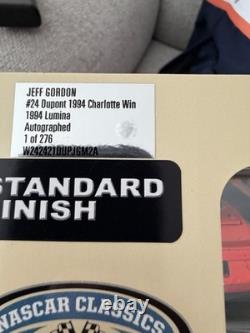 JEFF GORDON
#24 Dupont 1994 Charlotte Win
1994 Lumina
Autographed
1 of 276
W242421DUPJGM2A
STANDARD
FINISH
NASCAR CLASSICS